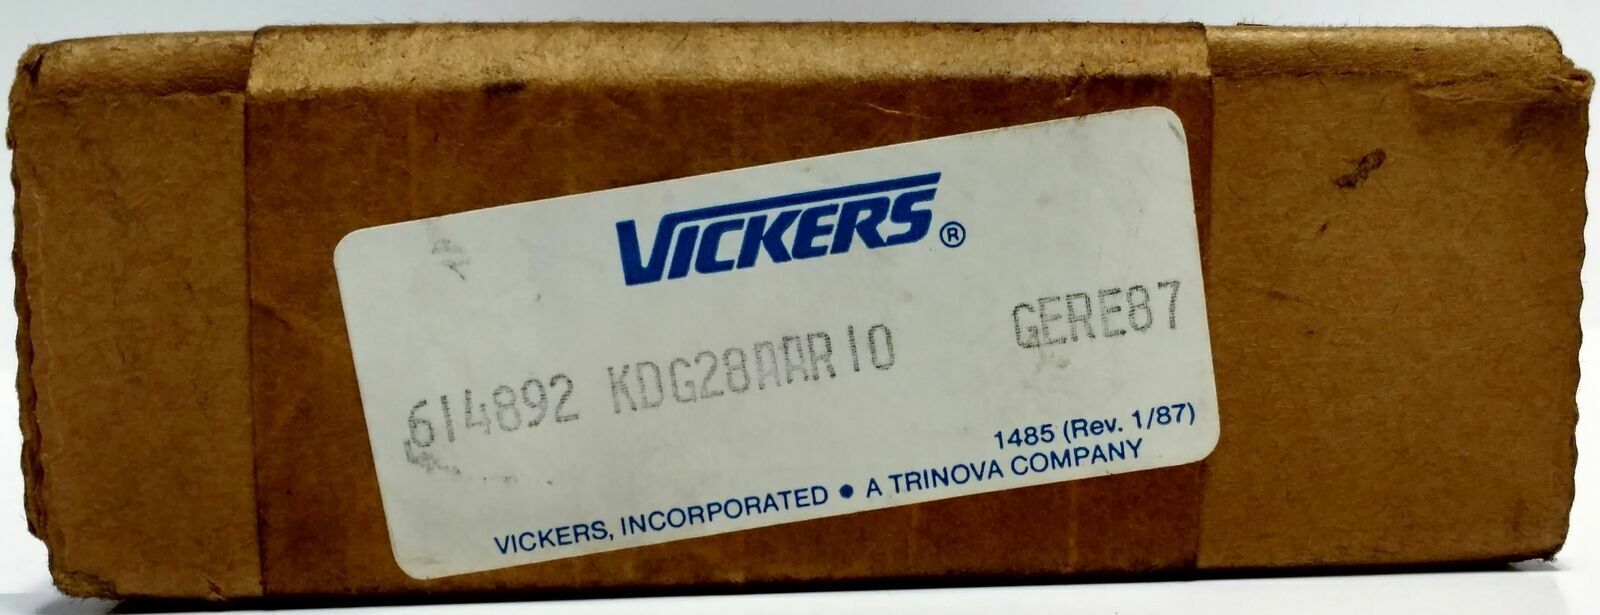 VICKERS®
614892 KDG28AAR10 GERE87
1485 (Rev. 1/87)
VICKERS, INCORPORATED • A TRINOVA COMPANY